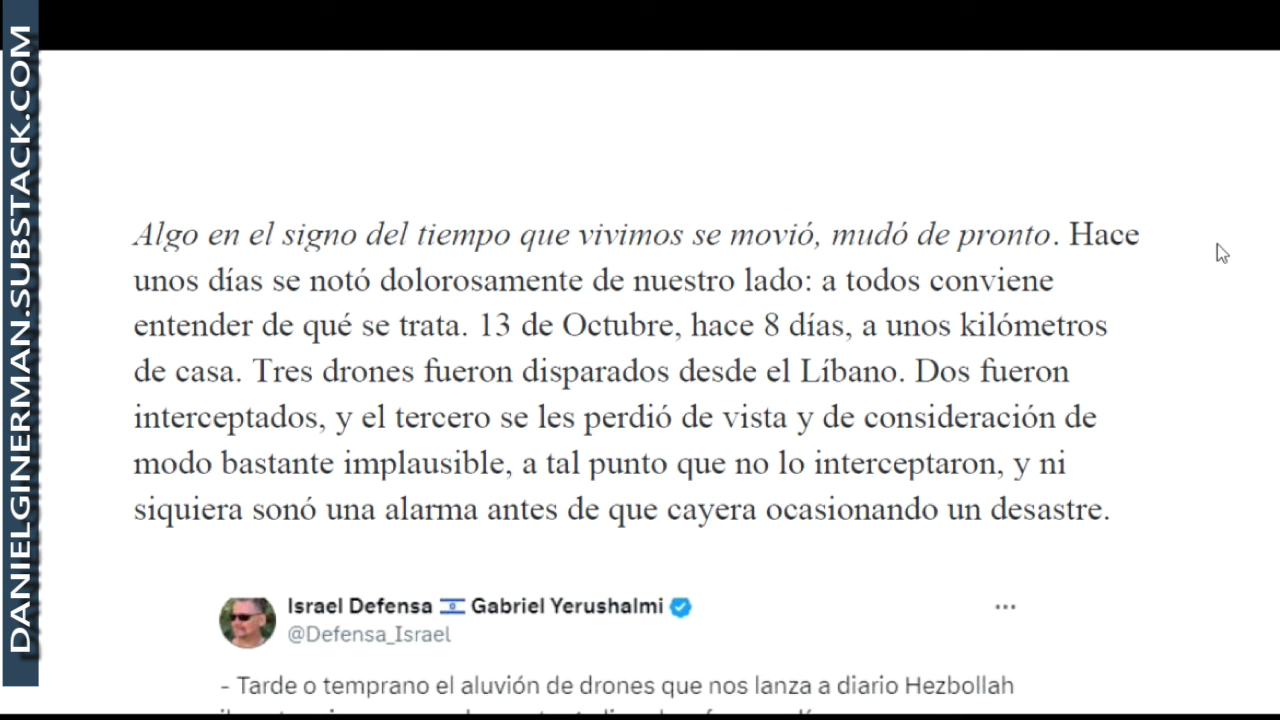 DANIELGINERMAN.SUBSTACK.COM
Algo en el signo del tiempo que vivimos se movió, mudó de pronto. Hace
unos días se notó dolorosamente de nuestro lado: a todos conviene
entender de qué se trata. 13 de Octubre, hace 8 días, a unos kilómetros
de casa. Tres drones fueron disparados desde el Líbano. Dos fueron
interceptados, y el tercero se les perdió de vista y de consideración de
modo bastante implausible, a tal punto que no lo interceptaron, y ni
siquiera sonó una alarma antes de que cayera ocasionando un desastre.
Israel Defensa 🇮🇱 Gabriel Yerushalmi
@Defensa_Israel
- Tarde o temprano el aluvión de drones que nos lanza a diario Hezbollah